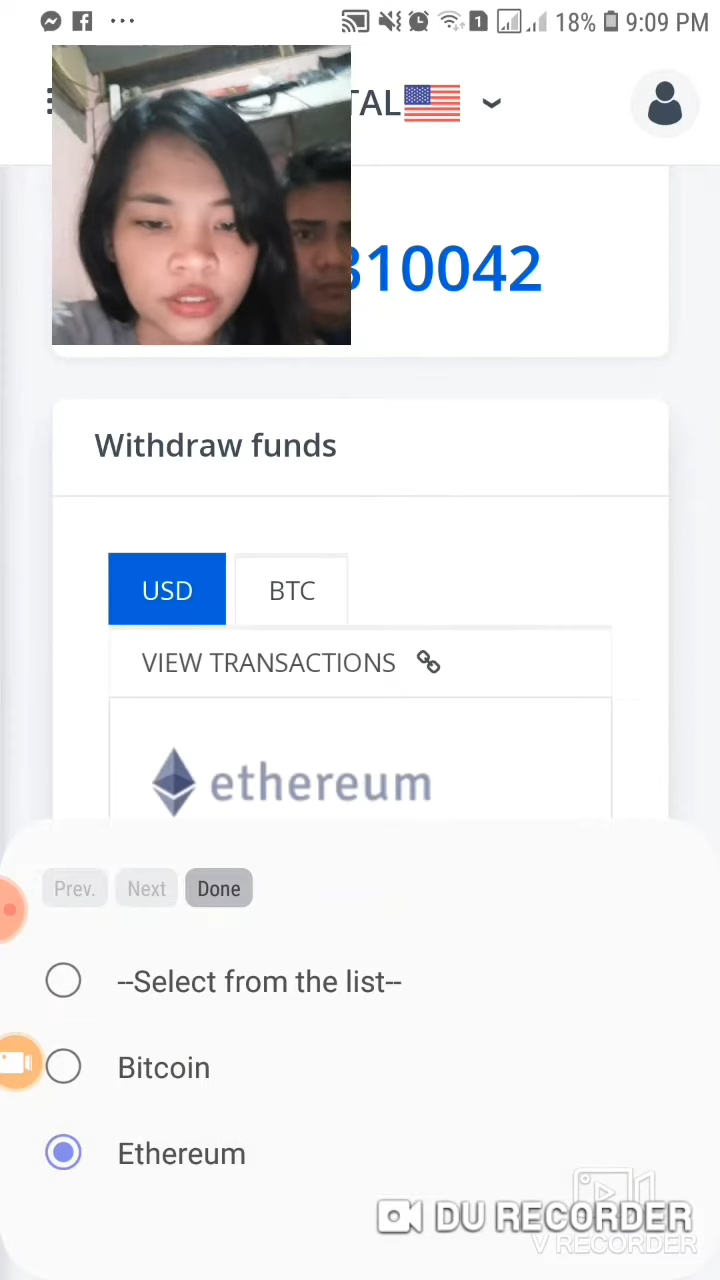 18% 9:09 PM
TAL
310042
Withdraw funds
USD BTC
VIEW TRANSACTIONS
ethereum
Prev. Next Done
--Select from the list--
Bitcoin
Ethereum
DU RECORDER
V RECORDER